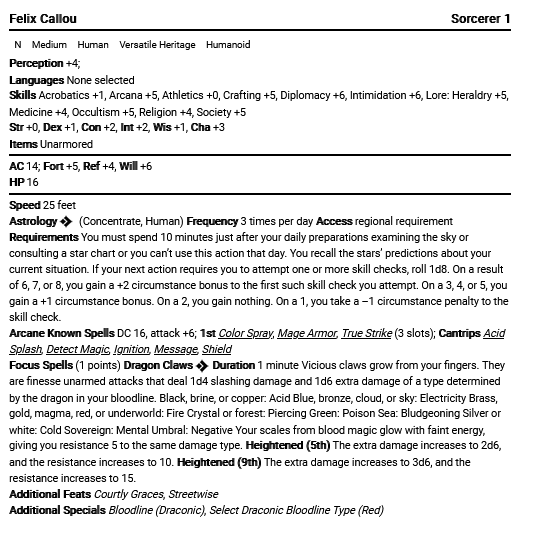 Felix Callou Sorcerer 1
N Medium Human Versatile Heritage Humanoid
Perception +4;
Languages None selected
Skills Acrobatics +1, Arcana +5, Athletics +0, Crafting +5, Diplomacy +6, Intimidation +6, Lore: Heraldry +5,
Medicine +4, Occultism +5, Religion +4, Society +5
Str +0, Dex +1, Con +2, Int +2, Wis +1, Cha +3
Items Unarmored
AC 14; Fort +5, Ref +4, Will +6
HP 16
Speed 25 feet
Astrology (Concentrate, Human) Frequency 3 times per day Access regional requirement
Requirements You must spend 10 minutes just after your daily preparations examining the sky or
consulting a star chart or you can't use this action that day. You recall the stars' predictions about your
current situation. If your next action requires you to attempt one or more skill checks, roll 1d8. On a result
of 6, 7, or 8, you gain a +2 circumstance bonus to the first such skill check you attempt. On a 3, 4, or 5, you
gain a +1 circumstance bonus. On a 2, you gain nothing. On a 1, you take a –1 circumstance penalty to the
skill check.
Arcane Known Spells DC 16, attack +6; 1st Color Spray, Mage Armor, True Strike (3 slots); Cantrips Acid
Splash, Detect Magic, Ignition, Message, Shield
Focus Spells (1 points) Dragon Claws Duration 1 minute Vicious claws grow from your fingers. They
are finesse unarmed attacks that deal 1d4 slashing damage and 1d6 extra damage of a type determined
by the dragon in your bloodline. Black, brine, or copper: Acid Blue, bronze, cloud, or sky: Electricity Brass,
gold, magma, red, or underworld: Fire Crystal or forest: Piercing Green: Poison Sea: Bludgeoning Silver or
white: Cold Sovereign: Mental Umbral: Negative Your scales from blood magic glow with faint energy,
giving you resistance 5 to the same damage type. Heightened (5th) The extra damage increases to 2d6,
and the resistance increases to 10. Heightened (9th) The extra damage increases to 3d6, and the
resistance increases to 15.
Additional Feats Courtly Graces, Streetwise
Additional Specials Bloodline (Draconic), Select Draconic Bloodline Type (Red)